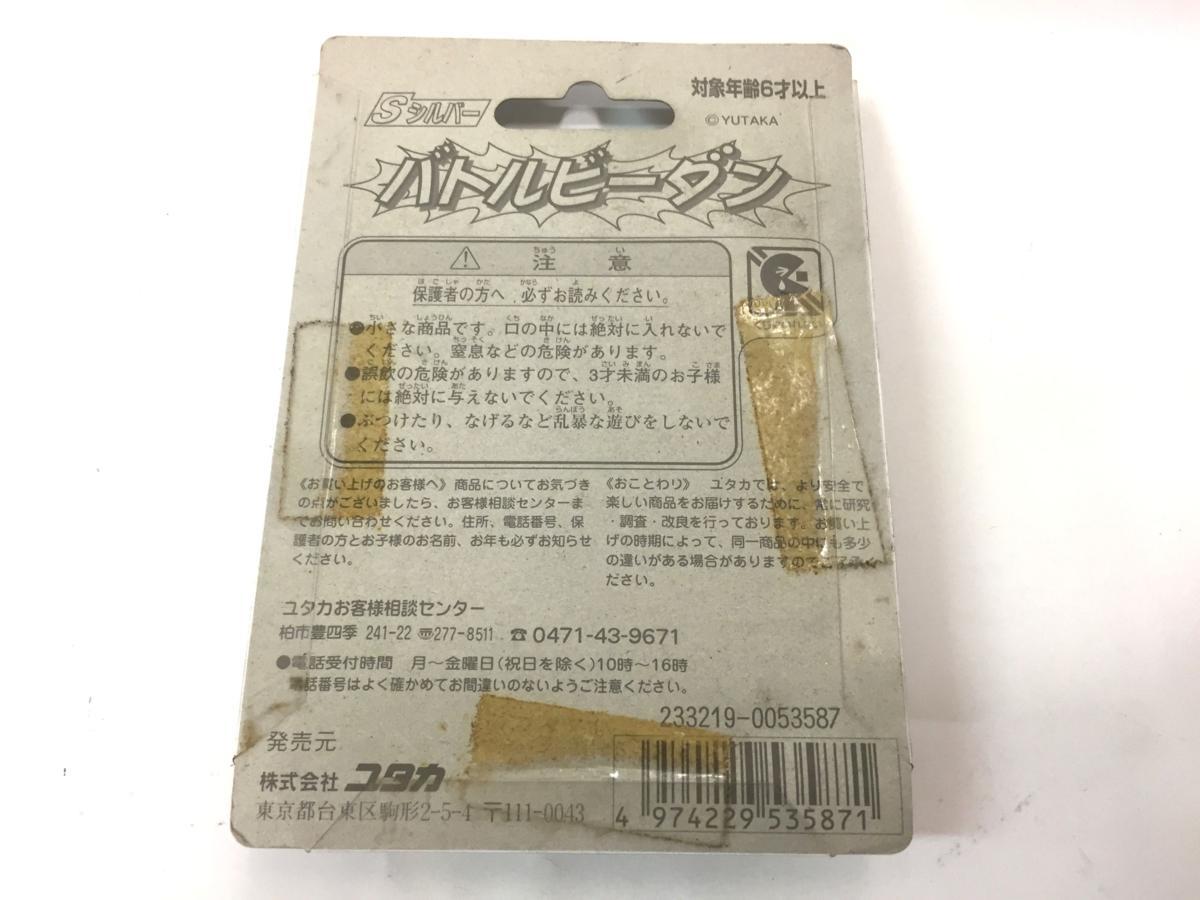 対象年齢6才以上
Sシルバー
©YUTAKA
バトルビーダン
注意
保護者の方へ 必ずお読みください。
●小さな商品です。口の中には絶対に入れないで
ください。窒息などの危険があります。
●誤飲の危険がありますので、3才未満のお子様
には絶対に与えないでください。
●ぶつけたり、なげるなど乱暴な遊びをしないで
ください。
《お買い上げのお客様へ》商品についてお気づき
の点がございましたら、お客様相談センターま
でお問い合わせください。住所、電話番号、保
護者の方とお子様のお名前、お年も必ずお知らせ
ください。
《おことわり》 ユタカでは、より安全で
楽しい商品をお届けするために、常に研究
・調査・改良を行っております。お買い上
げの時期によって、同一商品の中にも多少
の違いがある場合がありますのでご了承く
ださい。
ユタカお客様相談センター
柏市豊四季 241-22 〠277-8511 ☎0471-43-9671
●電話受付時間 月〜金曜日(祝日を除く)10時〜16時
電話番号はよく確かめてお間違いのないようご注意ください。
233219-0053587
発売元
株式会社 ユタカ
東京都台東区駒形2-5-4 〒111-0043
4 974229 535871